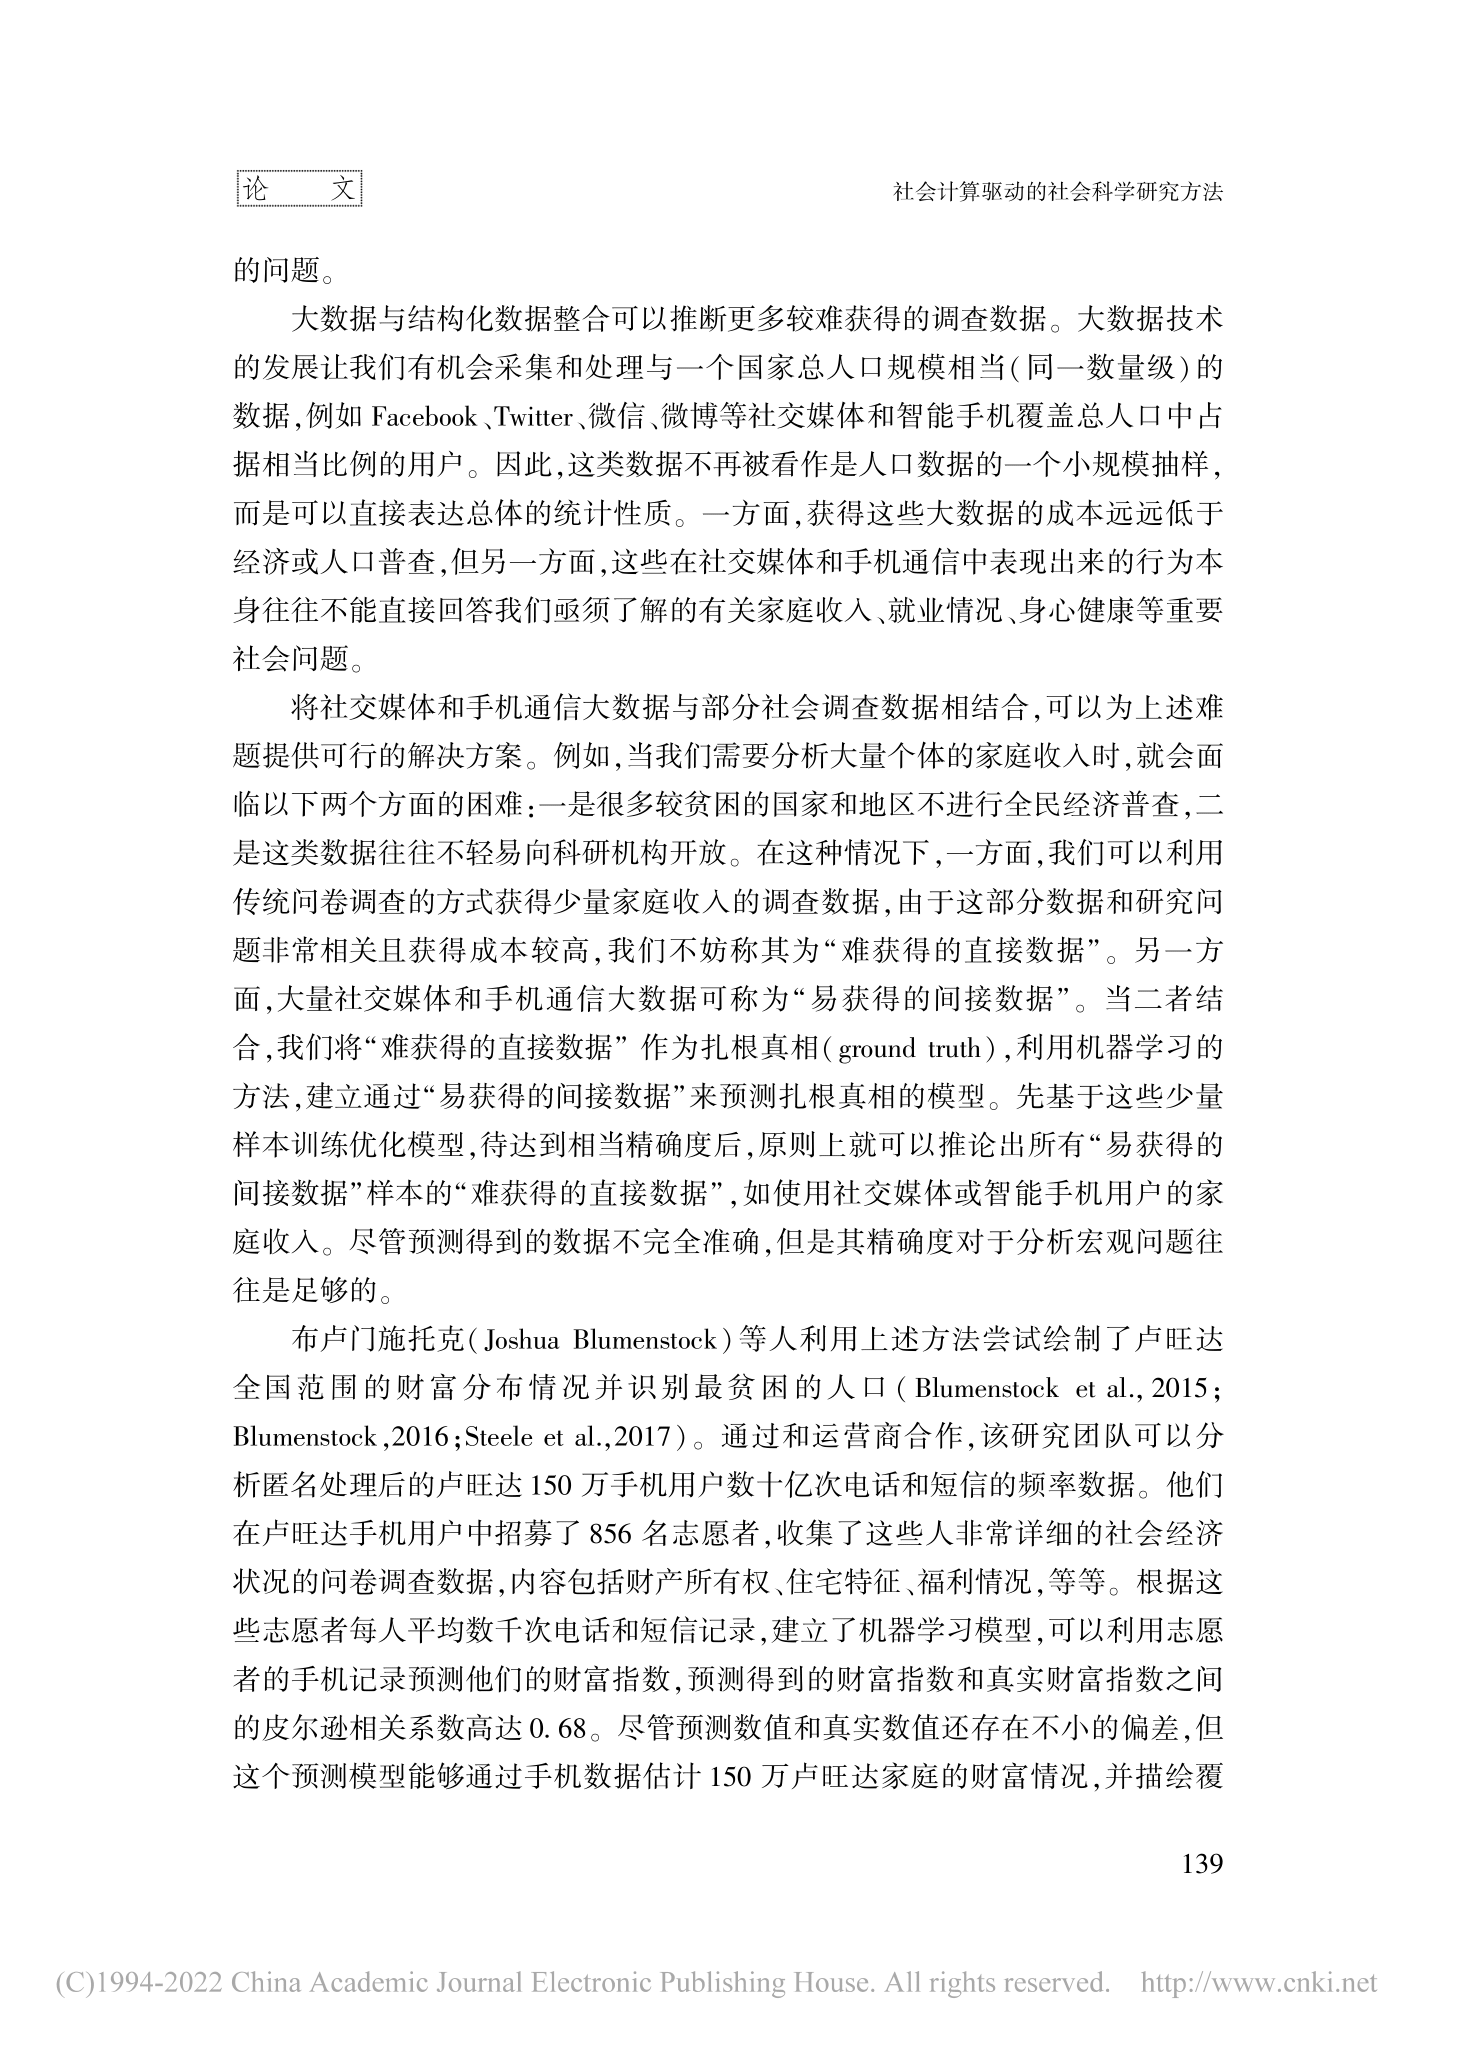 论 文
社会计算驱动的社会科学研究方法
的问题。
大数据与结构化数据整合可以推断更多较难获得的调查数据。大数据技术
的发展让我们有机会采集和处理与一个国家总人口规模相当(同一数量级)的
数据,例如 Facebook、Twitter、微信、微博等社交媒体和智能手机覆盖总人口中占
据相当比例的用户。因此,这类数据不再被看作是人口数据的一个小规模抽样,
而是可以直接表达总体的统计性质。一方面,获得这些大数据的成本远远低于
经济或人口普查,但另一方面,这些在社交媒体和手机通信中表现出来的行为本
身往往不能直接回答我们亟须了解的有关家庭收入、就业情况、身心健康等重要
社会问题。
将社交媒体和手机通信大数据与部分社会调查数据相结合,可以为上述难
题提供可行的解决方案。例如,当我们需要分析大量个体的家庭收入时,就会面
临以下两个方面的困难:一是很多较贫困的国家和地区不进行全民经济普查,二
是这类数据往往不轻易向科研机构开放。在这种情况下,一方面,我们可以利用
传统问卷调查的方式获得少量家庭收入的调查数据,由于这部分数据和研究问
题非常相关且获得成本较高,我们不妨称其为“难获得的直接数据”。另一方
面,大量社交媒体和手机通信大数据可称为“易获得的间接数据”。当二者结
合,我们将“难获得的直接数据” 作为扎根真相(ground truth),利用机器学习的
方法,建立通过“易获得的间接数据”来预测扎根真相的模型。先基于这些少量
样本训练优化模型,待达到相当精确度后,原则上就可以推论出所有“易获得的
间接数据”样本的“难获得的直接数据”,如使用社交媒体或智能手机用户的家
庭收入。尽管预测得到的数据不完全准确,但是其精确度对于分析宏观问题往
往是足够的。
布卢门施托克(Joshua Blumenstock)等人利用上述方法尝试绘制了卢旺达
全国范围的财富分布情况并识别最贫困的人口(Blumenstock et al., 2015;
Blumenstock,2016;Steele et al.,2017)。通过和运营商合作,该研究团队可以分
析匿名处理后的卢旺达 150 万手机用户数十亿次电话和短信的频率数据。他们
在卢旺达手机用户中招募了 856 名志愿者,收集了这些人非常详细的社会经济
状况的问卷调查数据,内容包括财产所有权、住宅特征、福利情况,等等。根据这
些志愿者每人平均数千次电话和短信记录,建立了机器学习模型,可以利用志愿
者的手机记录预测他们的财富指数,预测得到的财富指数和真实财富指数之间
的皮尔逊相关系数高达 0. 68。尽管预测数值和真实数值还存在不小的偏差,但
这个预测模型能够通过手机数据估计 150 万卢旺达家庭的财富情况,并描绘覆
139
(C)1994-2022 China Academic Journal Electronic Publishing House. All rights reserved. http://www.cnki.net